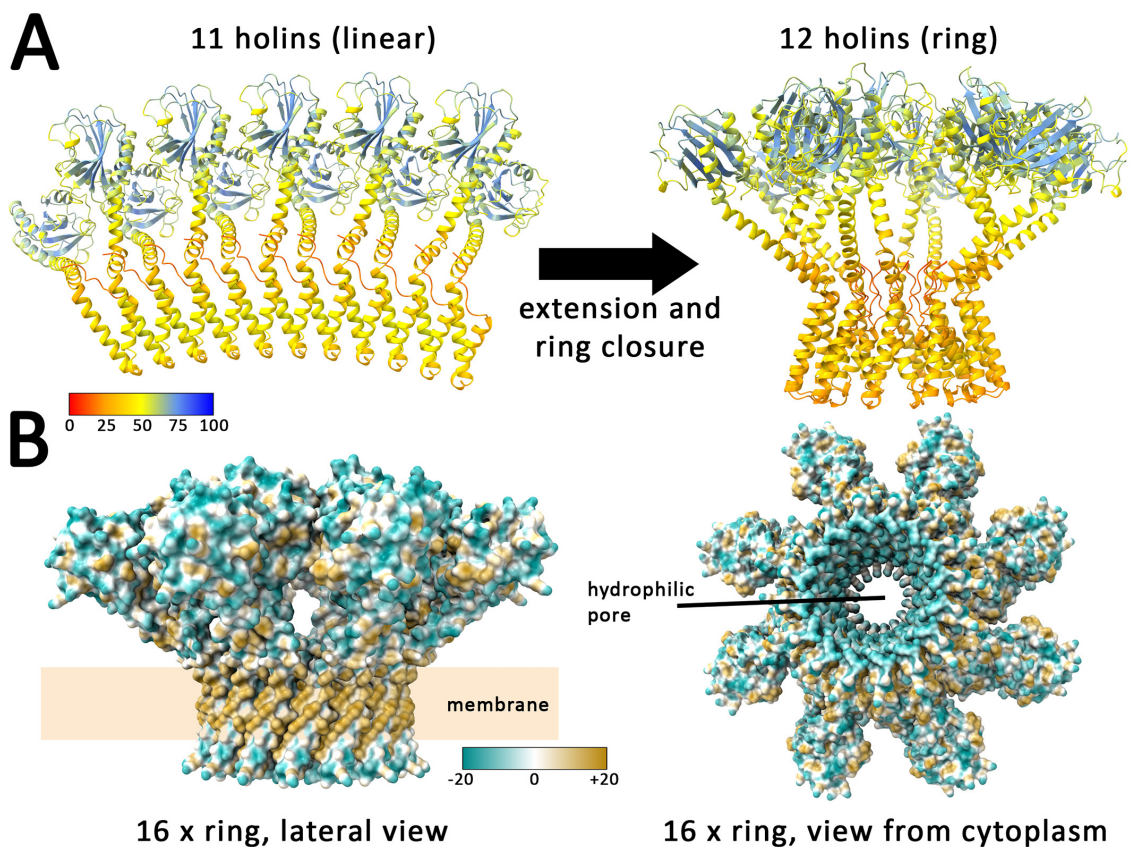 A
11 holins (linear)
12 holins (ring)
extension and
ring closure
0 25 50 75 100
B
hydrophilic
pore
membrane
-20 0 +20
16 x ring, lateral view
16 x ring, view from cytoplasm